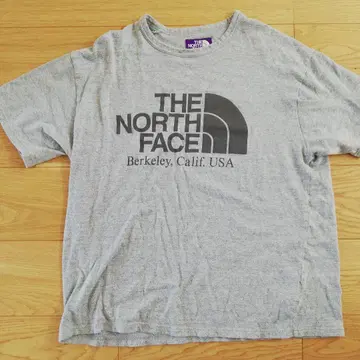 THE
NORTH
FACE
Berkeley, Calif. USA